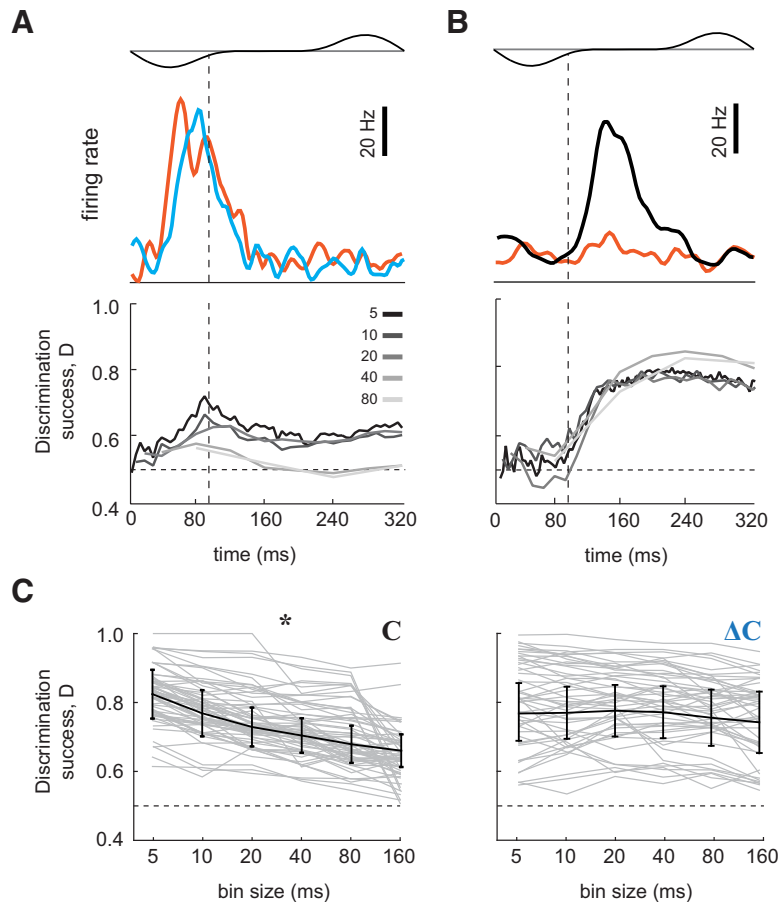 A
B
firing rate
20 Hz
20 Hz
Discrimination
success, D
1.0
0.8
0.6
0.4
5
10
20
40
80
0
80
160
240
320
time (ms)
0
80
160
240
320
time (ms)
C
Discrimination
success, D
1.0
0.8
0.6
0.4
*
C
5
10
20
40
80
160
bin size (ms)
ΔC
5
10
20
40
80
160
bin size (ms)